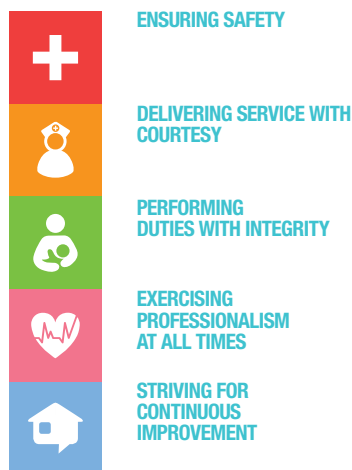 ENSURING SAFETY
DELIVERING SERVICE WITH
COURTESY
PERFORMING
DUTIES WITH INTEGRITY
EXERCISING
PROFESSIONALISM
AT ALL TIMES
STRIVING FOR
CONTINUOUS
IMPROVEMENT